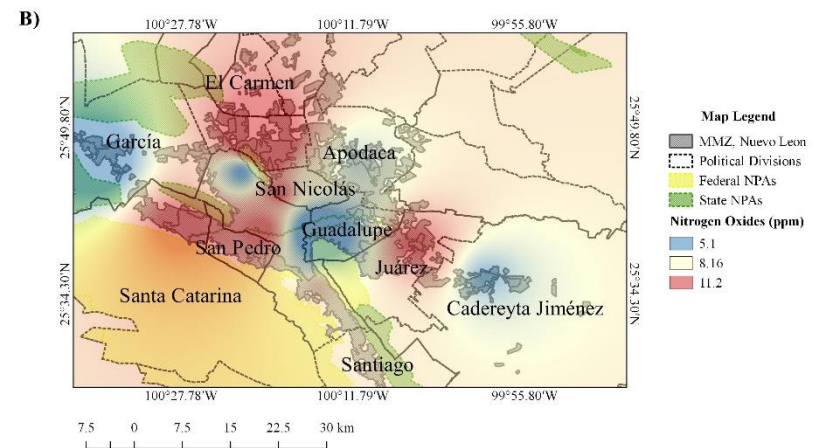 B)
100°27.78'W 100°11.79'W 99°55.80'W
25°49.80'N
25°34.30'N
El Carmen
García
Apodaca
San Nicolás
Guadalupe
San Pedro
Juárez
Santa Catarina
Cadereyta Jiménez
Santiago
25°49.80'N
25°34.30'N
100°27.78'W 100°11.79'W 99°55.80'W
7.5 0 7.5 15 22.5 30 km
Map Legend
MMZ, Nuevo Leon
Political Divisions
Federal NPAs
State NPAs
Nitrogen Oxides (ppm)
5.1
8.16
11.2